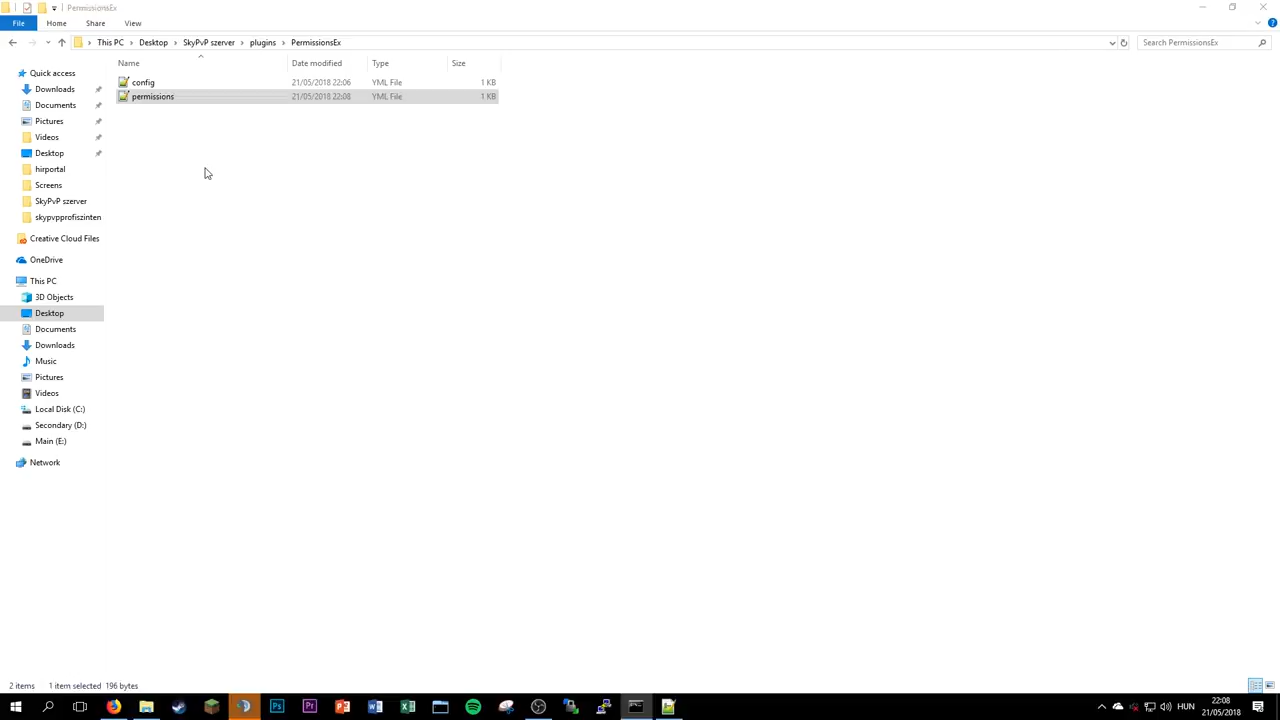 PermissionsEx
File Home Share View
This PC Desktop SkyPvP szerver plugins PermissionsEx Search PermissionsEx
Name Date modified Type Size
config 21/05/2018 22:06 YML File 1 KB
permissions 21/05/2018 22:08 YML File 1 KB
Quick access
Downloads
Documents
Pictures
Videos
Desktop
hirportal
Screens
SkyPvP szerver
skypvpprofiszinten
Creative Cloud Files
OneDrive
This PC
3D Objects
Desktop
Documents
Downloads
Music
Pictures
Videos
Local Disk (C:)
Secondary (D:)
Main (E:)
Network
2 items 1 item selected 196 bytes
HUN 22:08
21/05/2018